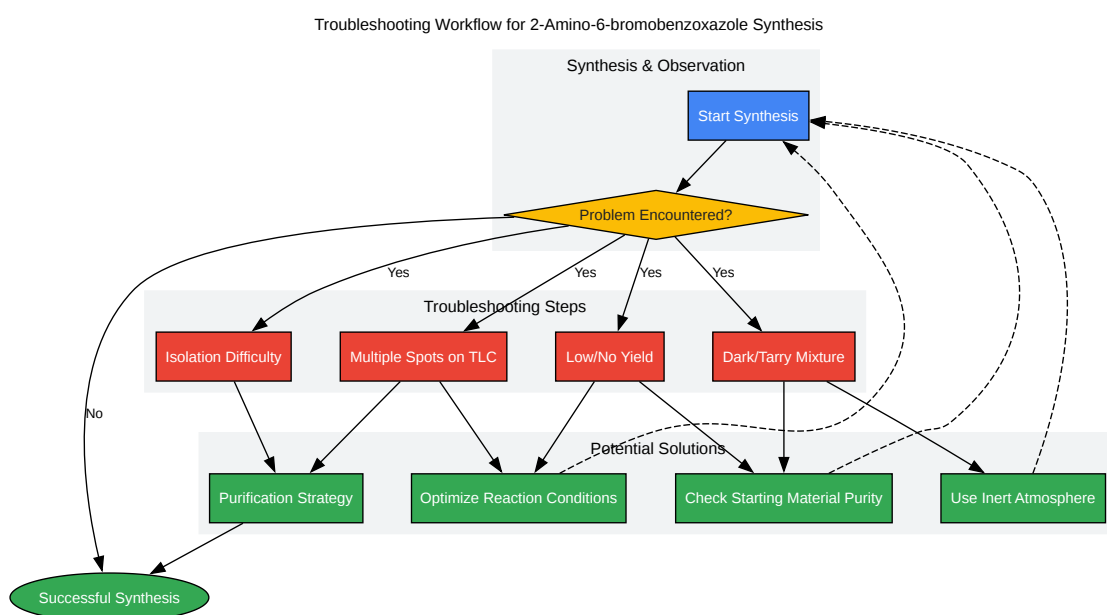 Troubleshooting Workflow for 2-Amino-6-bromobenzoxazole Synthesis
Synthesis & Observation
Start Synthesis
Problem Encountered?
Yes
Yes
Yes
Yes
Troubleshooting Steps
Isolation Difficulty
Multiple Spots on TLC
Low/No Yield
Dark/Tarry Mixture
No
Potential Solutions
Purification Strategy
Optimize Reaction Conditions
Check Starting Material Purity
Use Inert Atmosphere
Successful Synthesis